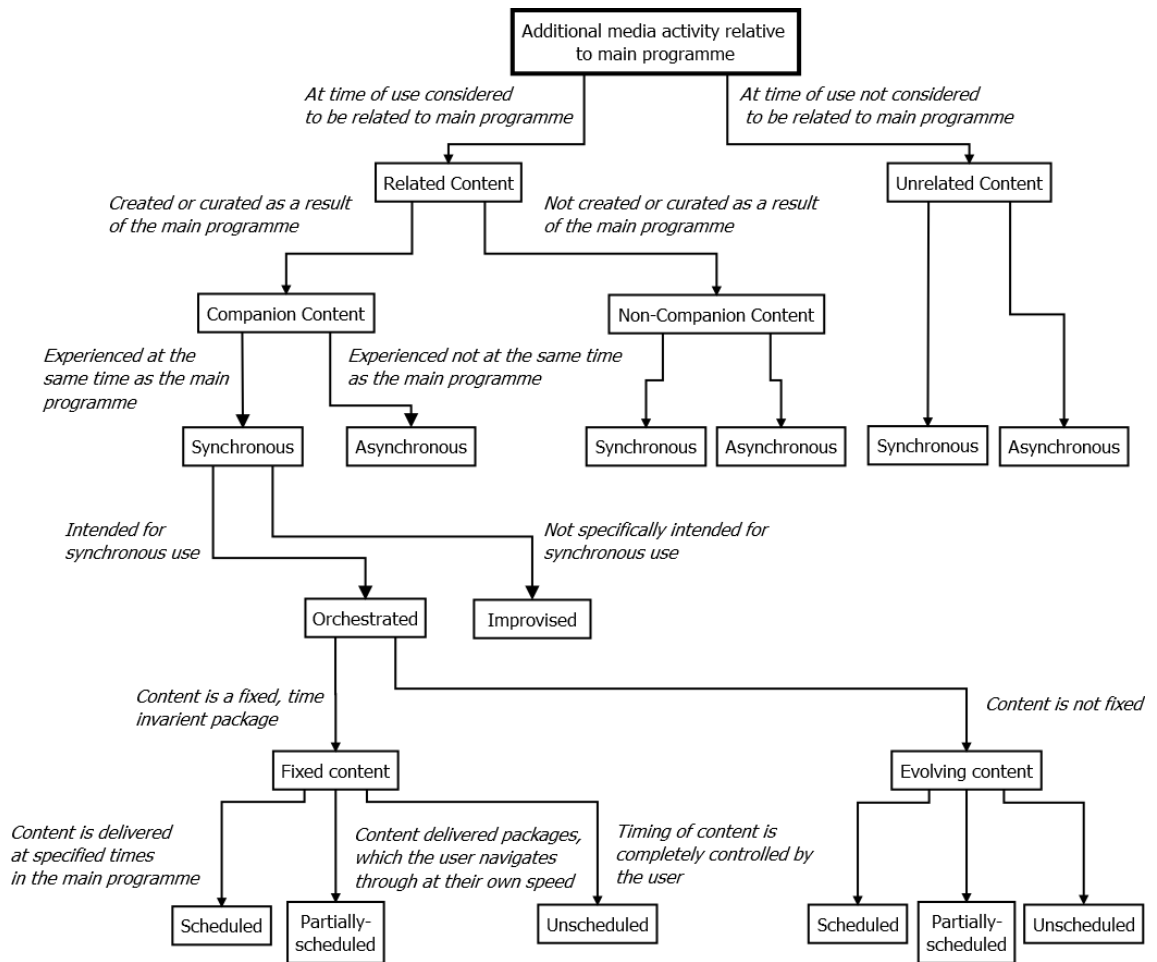 Additional media activity relative
to main programme
At time of use considered
to be related to main programme
At time of use not considered
to be related to main programme
Related Content
Unrelated Content
Created or curated as a result
of the main programme
Not created or curated as a result
of the main programme
Companion Content
Non-Companion Content
Experienced at the
same time as the main
programme
Experienced not at the same time
as the main programme
Synchronous
Asynchronous
Synchronous
Asynchronous
Synchronous
Asynchronous
Intended for
synchronous use
Not specifically intended for
synchronous use
Orchestrated
Improvised
Content is a fixed, time
invarient package
Content is not fixed
Fixed content
Evolving content
Content is delivered
at specified times
in the main programme
Content delivered packages,
which the user navigates
through at their own speed
Timing of content is
completely controlled by
the user
Scheduled
Partially-
scheduled
Unscheduled
Scheduled
Partially-
scheduled
Unscheduled